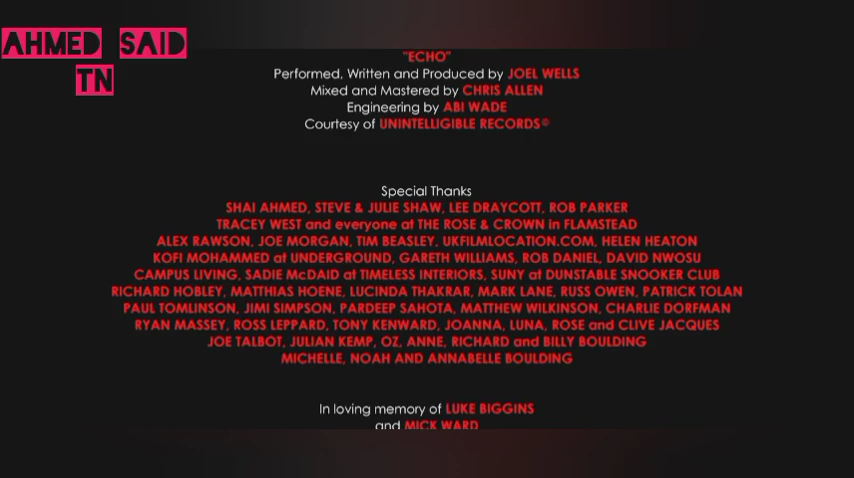 AHMED SAID
TN
"ECHO"
Performed, Written and Produced by JOEL WELLS
Mixed and Mastered by CHRIS ALLEN
Engineering by ABI WADE
Courtesy of UNINTELLIGIBLE RECORDS©
Special Thanks
SHAI AHMED, STEVE & JULIE SHAW, LEE DRAYCOTT, ROB PARKER
TRACEY WEST and everyone at THE ROSE & CROWN in FLAMSTEAD
ALEX RAWSON, JOE MORGAN, TIM BEASLEY, UKFILMLOCATION.COM, HELEN HEATON
KOFI MOHAMMED at UNDERGROUND, GARETH WILLIAMS, ROB DANIEL, DAVID NWOSU
CAMPUS LIVING, SADIE McDAID at TIMELESS INTERIORS, SUNY at DUNSTABLE SNOOKER CLUB
RICHARD HOBLEY, MATTHIAS HOENE, LUCINDA THAKRAR, MARK LANE, RUSS OWEN, PATRICK TOLAN
PAUL TOMLINSON, JIMI SIMPSON, PARDEEP SAHOTA, MATTHEW WILKINSON, CHARLIE DORFMAN
RYAN MASSEY, ROSS LEPPARD, TONY KENWARD, JOANNA, LUNA, ROSE and CLIVE JACQUES
JOE TALBOT, JULIAN KEMP, OZ, ANNE, RICHARD and BILLY BOULDING
MICHELLE, NOAH AND ANNABELLE BOULDING
In loving memory of LUKE BIGGINS
and MICK WARD